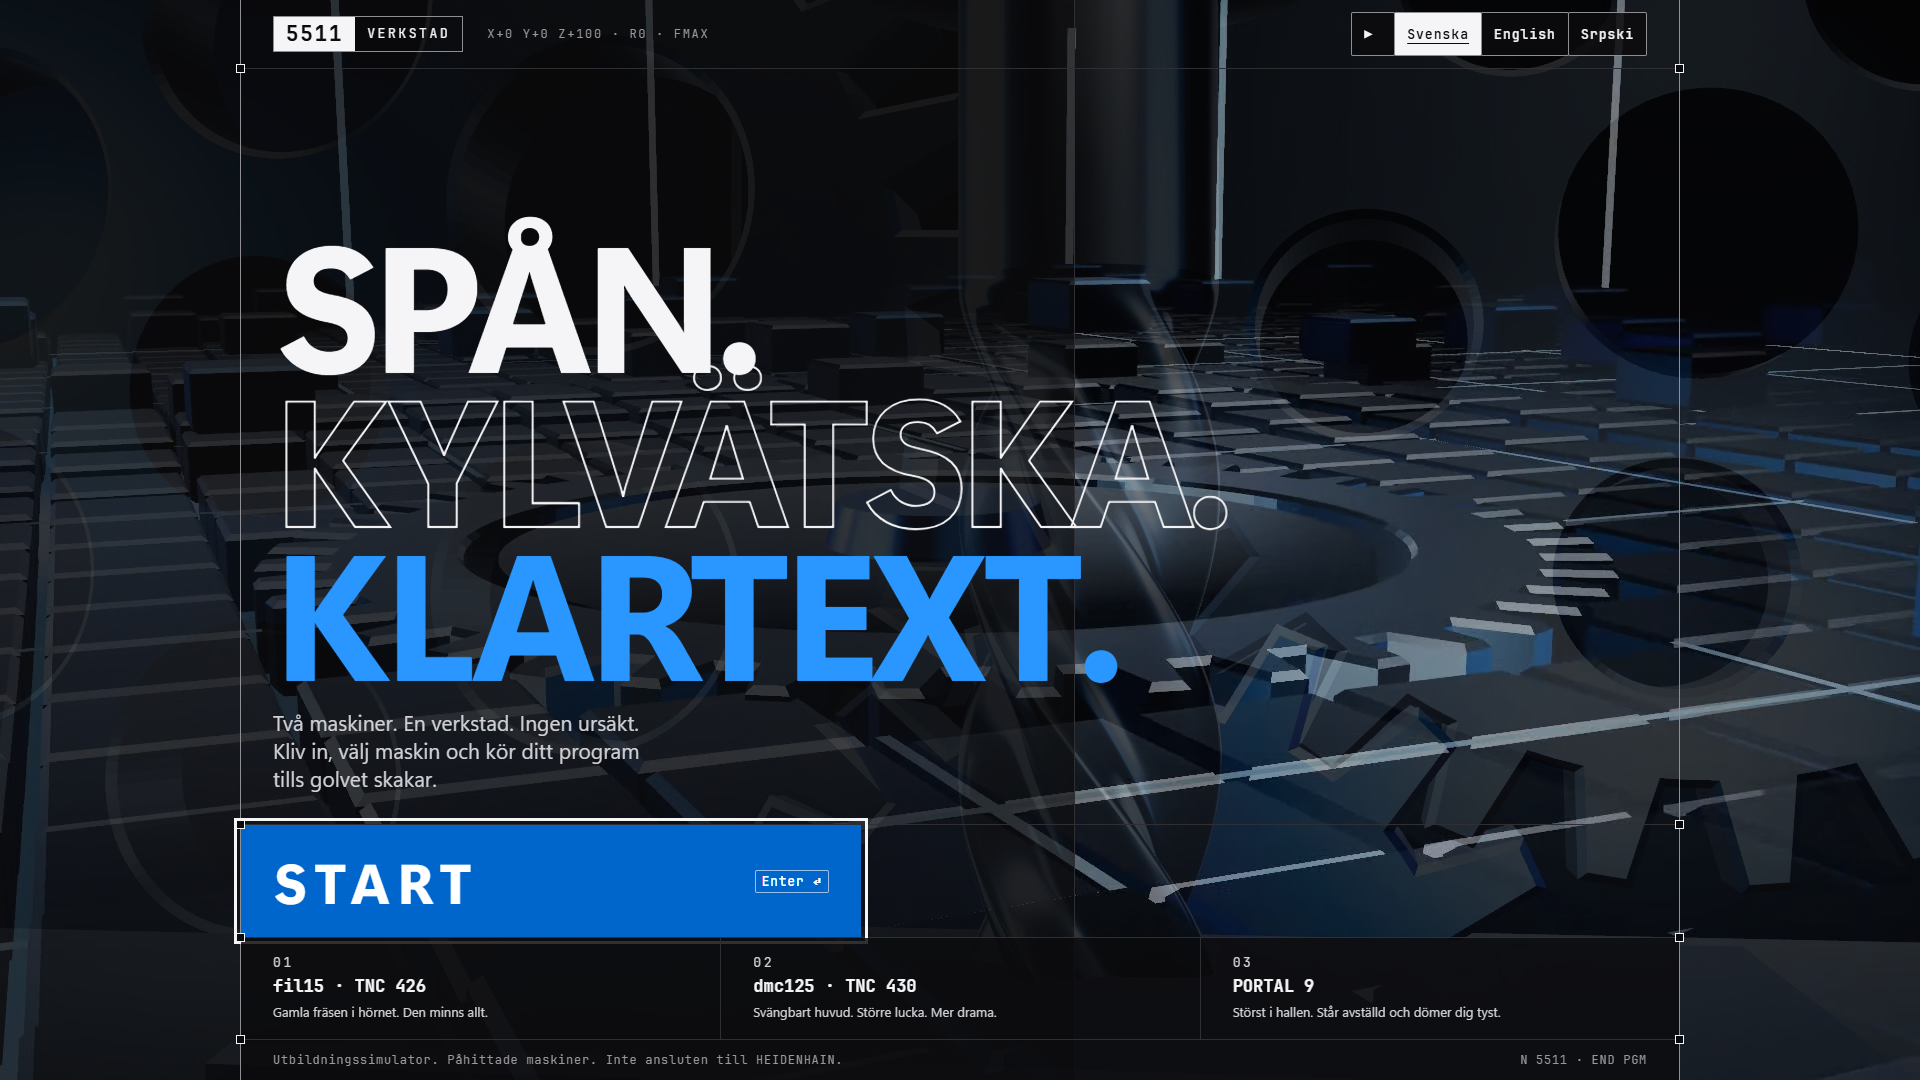 5511 VERKSTAD X+0 Y+0 Z+100 · R0 · FMAX
▶ Svenska English Srpski
SPÅN.
KYLVÄTSKA.
KLARTEXT.
Två maskiner. En verkstad. Ingen ursäkt.
Kliv in, välj maskin och kör ditt program
tills golvet skakar.
START Enter ⏎
01
fil15 · TNC 426
Gamla fräsen i hörnet. Den minns allt.
02
dmc125 · TNC 430
Svängbart huvud. Större lucka. Mer drama.
03
PORTAL 9
Störst i hallen. Står avställd och dömer dig tyst.
Utbildningssimulator. Påhittade maskiner. Inte ansluten till HEIDENHAIN.
N 5511 · END PGM